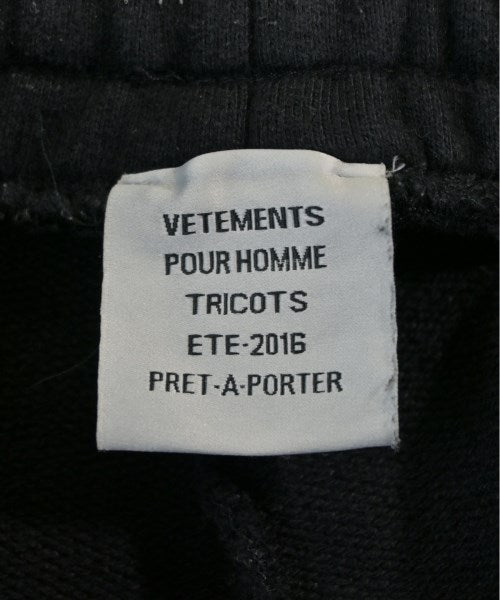 VETEMENTS
POUR HOMME
TRICOTS
ETE-2016
PRET-A-PORTER